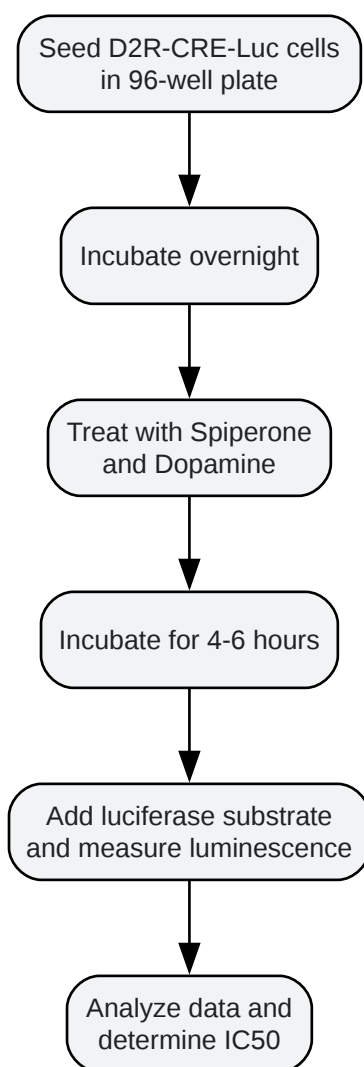 Seed D2R-CRE-Luc cells
in 96-well plate
Incubate overnight
Treat with Spiperone
and Dopamine
Incubate for 4-6 hours
Add luciferase substrate
and measure luminescence
Analyze data and
determine IC50